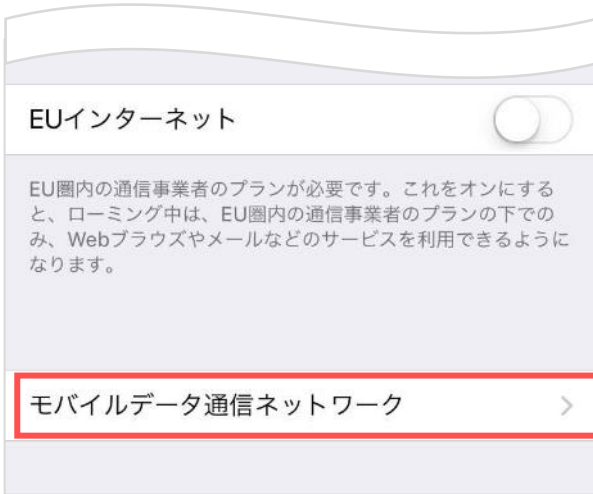 EUインターネット
EU圏内の通信事業者のプランが必要です。これをオンにする
と、ローミング中は、EU圏内の通信事業者のプランの下での
み、Webブラウズやメールなどのサービスを利用できるように
なります。
モバイルデータ通信ネットワーク